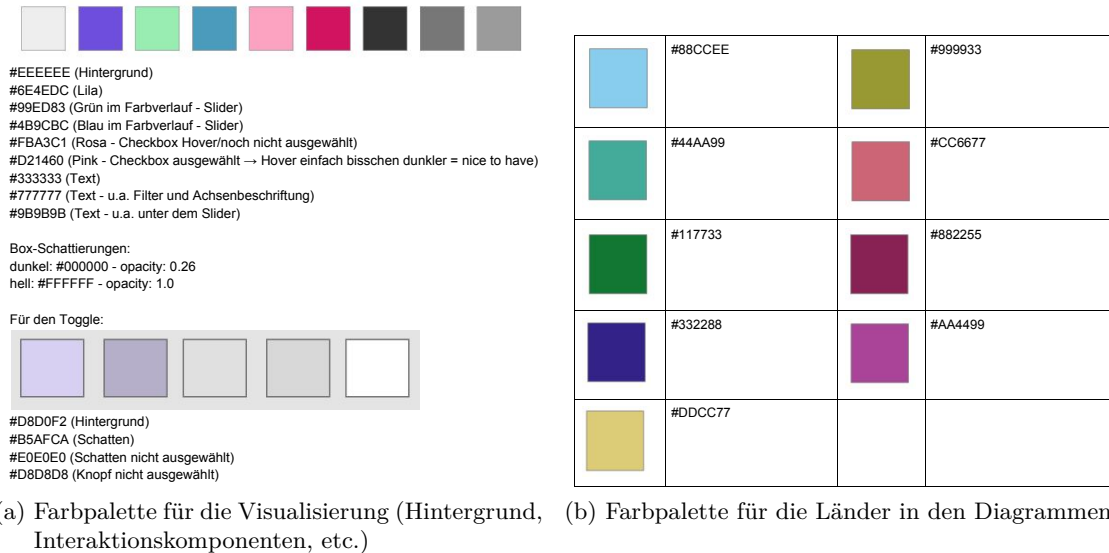 #EEEEEE (Hintergrund)
#6E4EDC (Lila)
#99ED83 (Grün im Farbverlauf - Slider)
#4B9CBC (Blau im Farbverlauf - Slider)
#FBA3C1 (Rosa - Checkbox Hover/noch nicht ausgewählt)
#D21460 (Pink - Checkbox ausgewählt → Hover einfach bisschen dunkler = nice to have)
#333333 (Text)
#777777 (Text - u.a. Filter und Achsenbeschriftung)
#9B9B9B (Text - u.a. unter dem Slider)
Box-Schattierungen:
dunkel: #000000 - opacity: 0.26
hell: #FFFFFF - opacity: 1.0
Für den Toggle:
#D8D0F2 (Hintergrund)
#B5AFCA (Schatten)
#E0E0E0 (Schatten nicht ausgewählt)
#D8D8D8 (Knopf nicht ausgewählt)
a) Farbpalette für die Visualisierung (Hintergrund,
Interaktionskomponenten, etc.)
#88CCEE
#999933
#44AA99
#CC6677
#117733
#882255
#332288
#AA4499
#DDCC77
(b) Farbpalette für die Länder in den Diagrammen